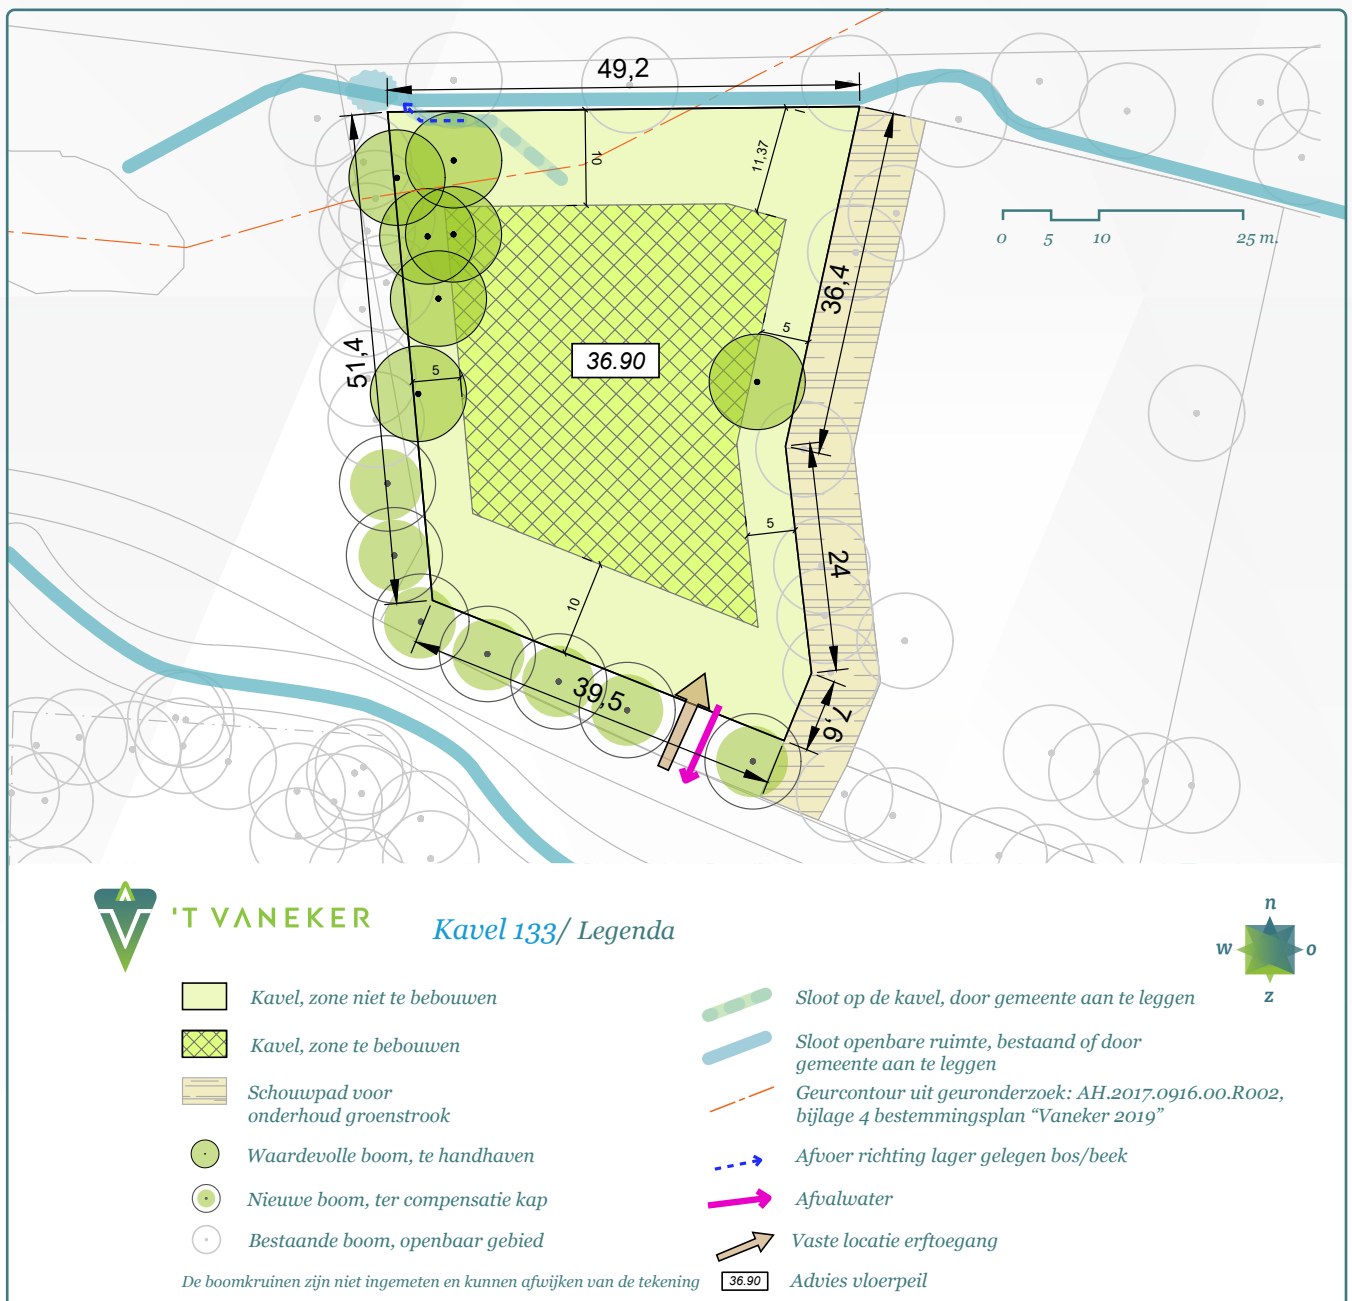 49,2
10
11,37
0 5 10 25 m.
36,4
5
36.90
51,4
5
5
24
10
39,5
7,6
'T VANEKER
Kavel 133/ Legenda
n
w o
z
Kavel, zone niet te bebouwen
Kavel, zone te bebouwen
Schouwpad voor
onderhoud groenstrook
Waardevolle boom, te handhaven
Nieuwe boom, ter compensatie kap
Bestaande boom, openbaar gebied
De boomkruinen zijn niet ingemeten en kunnen afwijken van de tekening
Sloot op de kavel, door gemeente aan te leggen
Sloot openbare ruimte, bestaand of door
gemeente aan te leggen
Geurcontour uit geuronderzoek: AH.2017.0916.00.R002,
bijlage 4 bestemmingsplan “Vaneker 2019”
Afvoer richting lager gelegen bos/beek
Afvalwater
Vaste locatie erftoegang
36.90 Advies vloerpeil